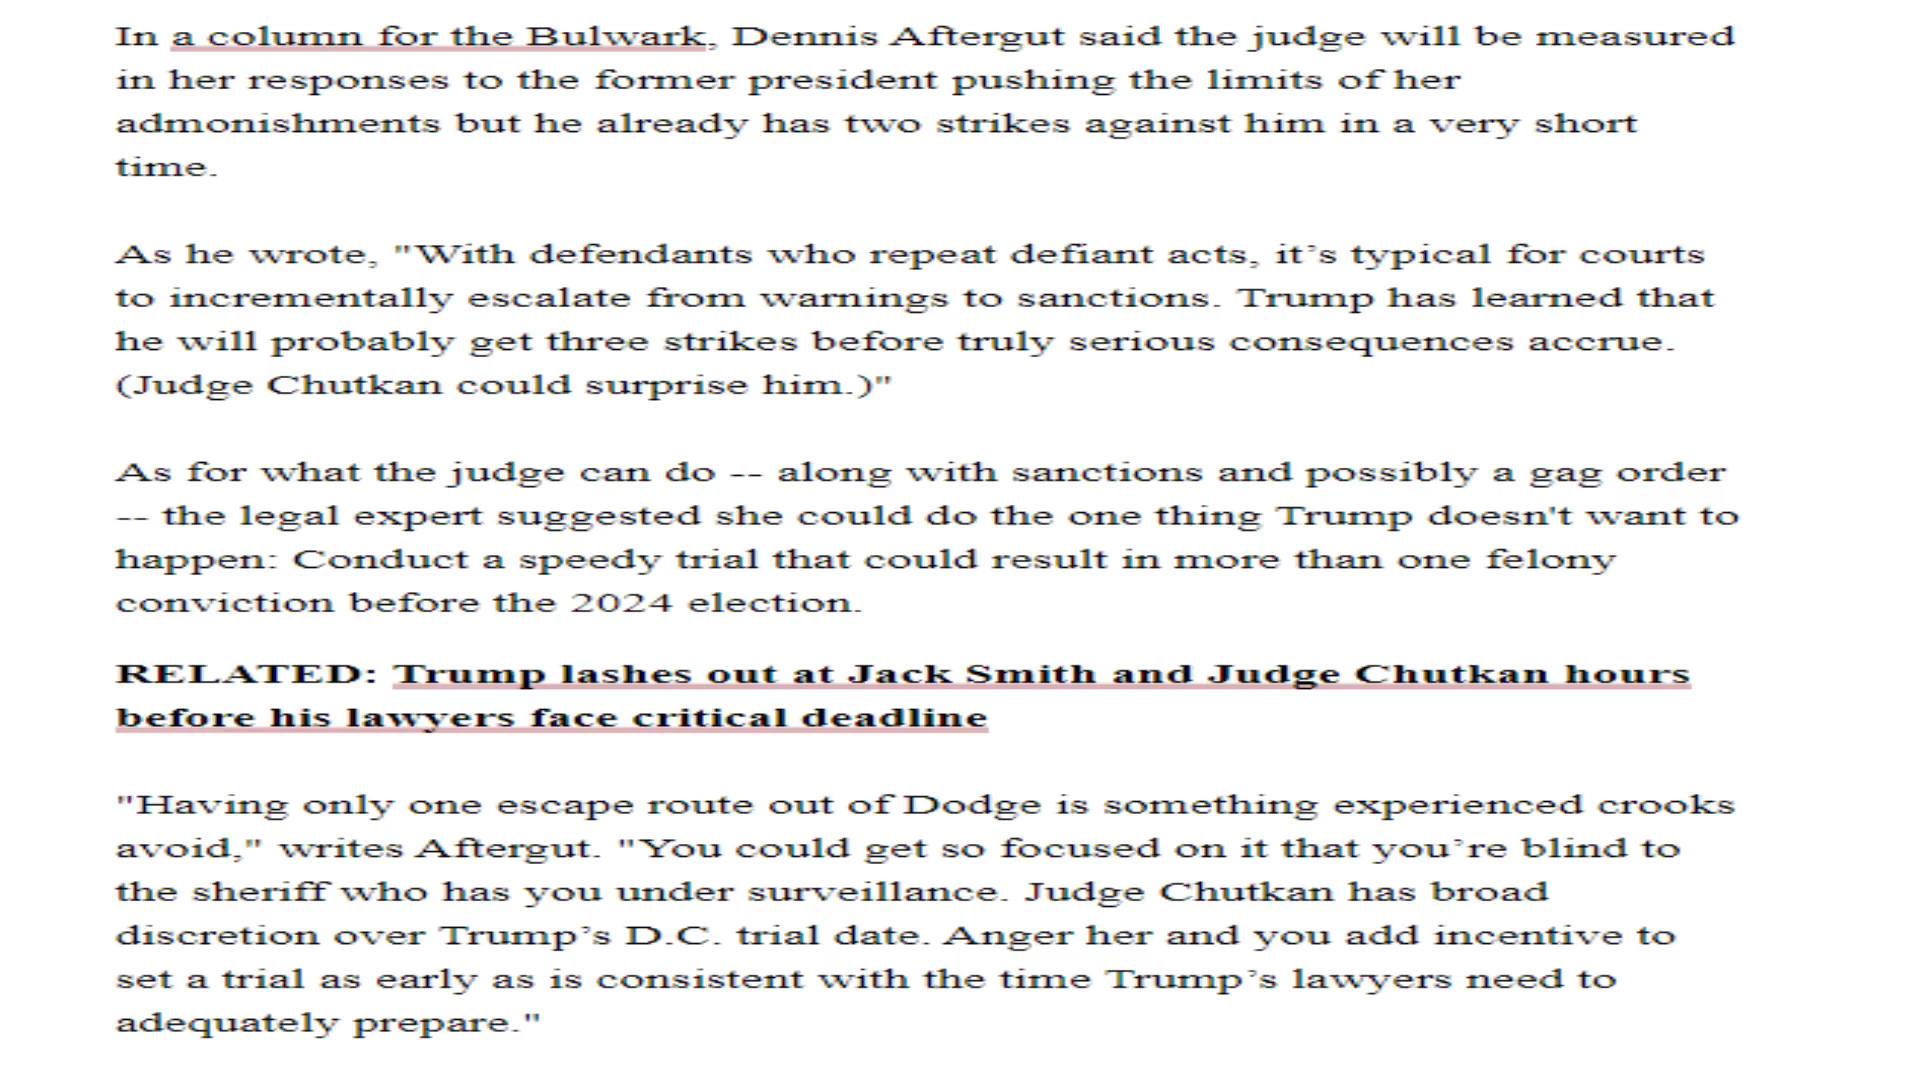 In a column for the Bulwark, Dennis Aftergut said the judge will be measured
in her responses to the former president pushing the limits of her
admonishments but he already has two strikes against him in a very short
time.
As he wrote, "With defendants who repeat defiant acts, it’s typical for courts
to incrementally escalate from warnings to sanctions. Trump has learned that
he will probably get three strikes before truly serious consequences accrue.
(Judge Chutkan could surprise him.)"
As for what the judge can do -- along with sanctions and possibly a gag order
-- the legal expert suggested she could do the one thing Trump doesn't want to
happen: Conduct a speedy trial that could result in more than one felony
conviction before the 2024 election.
RELATED: Trump lashes out at Jack Smith and Judge Chutkan hours
before his lawyers face critical deadline
"Having only one escape route out of Dodge is something experienced crooks
avoid," writes Aftergut. "You could get so focused on it that you’re blind to
the sheriff who has you under surveillance. Judge Chutkan has broad
discretion over Trump’s D.C. trial date. Anger her and you add incentive to
set a trial as early as is consistent with the time Trump’s lawyers need to
adequately prepare."